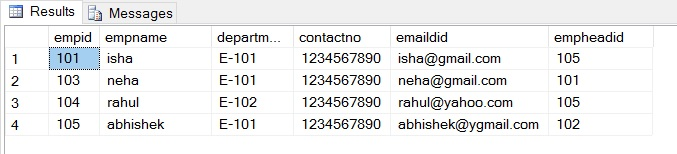 Results Messages
empid empname departm... contactno emaildid empheadid
1 101 isha E-101 1234567890 isha@gmail.com 105
2 103 neha E-101 1234567890 neha@gmail.com 101
3 104 rahul E-102 1234567890 rahul@yahoo.com 105
4 105 abhishek E-101 1234567890 abhishek@ygmail.com 102